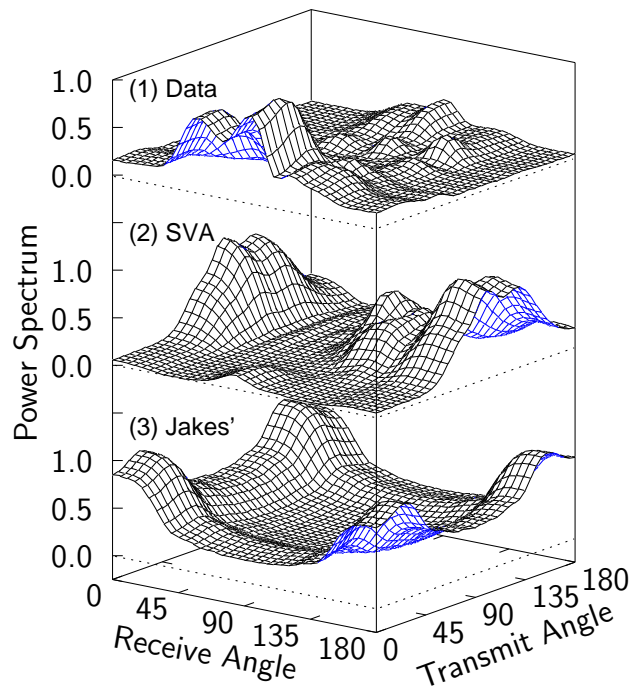 1.0
(1) Data
0.5
0.0
(2) SVA
1.0
0.5
0.0
Power Spectrum
(3) Jakes'
1.0
0.5
0.0
0 45 90 135 180
Receive Angle
0 45 90 135 180
Transmit Angle